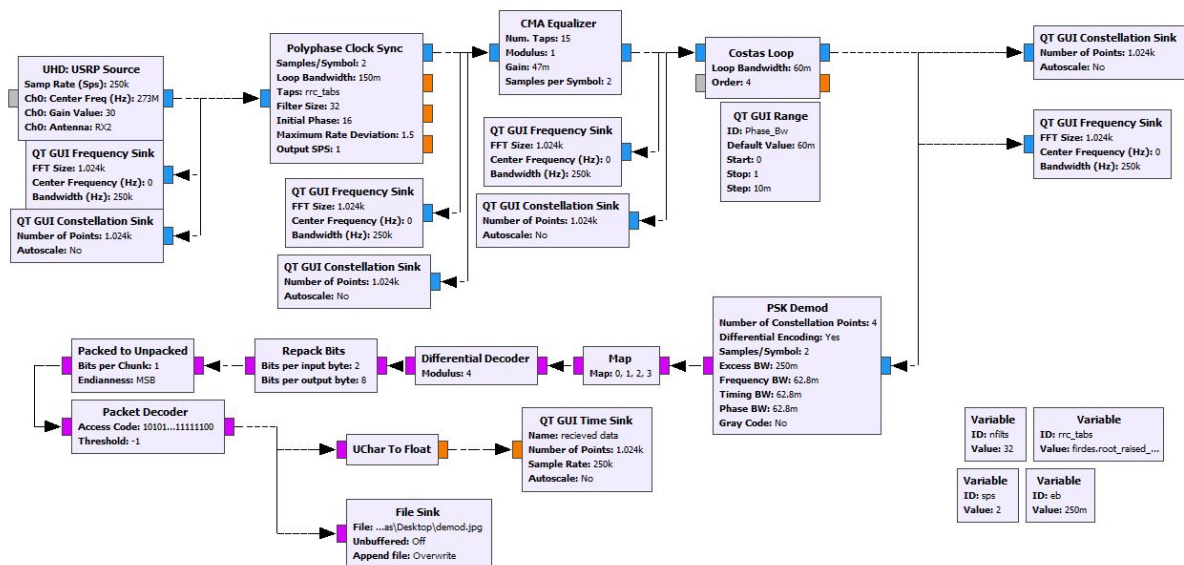 UHD: USRP Source
Samp Rate (Sps): 250k
Ch0: Center Freq (Hz): 273M
Ch0: Gain Value: 30
Ch0: Antenna: RX2
QT GUI Frequency Sink
FFT Size: 1.024k
Center Frequency (Hz): 0
Bandwidth (Hz): 250k
QT GUI Constellation Sink
Number of Points: 1.024k
Autoscale: No
Polyphase Clock Sync
Samples/Symbol: 2
Loop Bandwidth: 150m
Taps: rrc_tabs
Filter Size: 32
Initial Phase: 16
Maximum Rate Deviation: 1.5
Output SPS: 1
QT GUI Frequency Sink
FFT Size: 1.024k
Center Frequency (Hz): 0
Bandwidth (Hz): 250k
QT GUI Constellation Sink
Number of Points: 1.024k
Autoscale: No
CMA Equalizer
Num. Taps: 15
Modulus: 1
Gain: 47m
Samples per Symbol: 2
QT GUI Frequency Sink
FFT Size: 1.024k
Center Frequency (Hz): 0
Bandwidth (Hz): 250k
QT GUI Constellation Sink
Number of Points: 1.024k
Autoscale: No
Costas Loop
Loop Bandwidth: 60m
Order: 4
QT GUI Range
ID: Phase_Bw
Default Value: 60m
Start: 0
Stop: 1
Step: 10m
QT GUI Constellation Sink
Number of Points: 1.024k
Autoscale: No
QT GUI Frequency Sink
FFT Size: 1.024k
Center Frequency (Hz): 0
Bandwidth (Hz): 250k
PSK Demod
Number of Constellation Points: 4
Differential Encoding: Yes
Samples/Symbol: 2
Excess BW: 250m
Frequency BW: 62.8m
Timing BW: 62.8m
Phase BW: 62.8m
Gray Code: No
Map
Map: 0, 1, 2, 3
Differential Decoder
Modulus: 4
Repack Bits
Bits per input byte: 2
Bits per output byte: 8
Packed to Unpacked
Bits per Chunk: 1
Endianness: MSB
Packet Decoder
Access Code: 10101...11111100
Threshold: -1
UChar To Float
QT GUI Time Sink
Name: recieved data
Number of Points: 1.024k
Sample Rate: 250k
Autoscale: No
File Sink
File: ...as\Desktop\demod.jpg
Unbuffered: Off
Append file: Overwrite
Variable
ID: nfilts
Value: 32
Variable
ID: rrc_tabs
Value: firdes.root_raised_...
Variable
ID: sps
Value: 2
Variable
ID: eb
Value: 250m